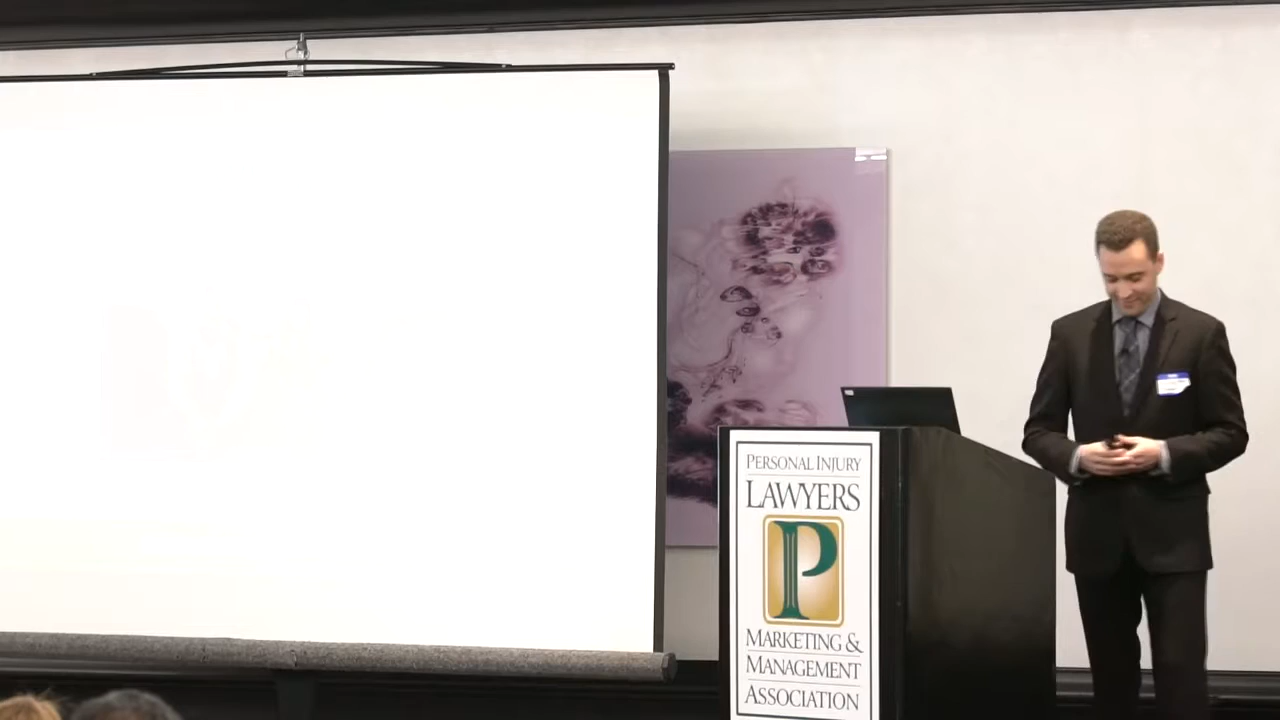 PERSONAL INJURY
LAWYERS
P
MARKETING &
MANAGEMENT
ASSOCIATION